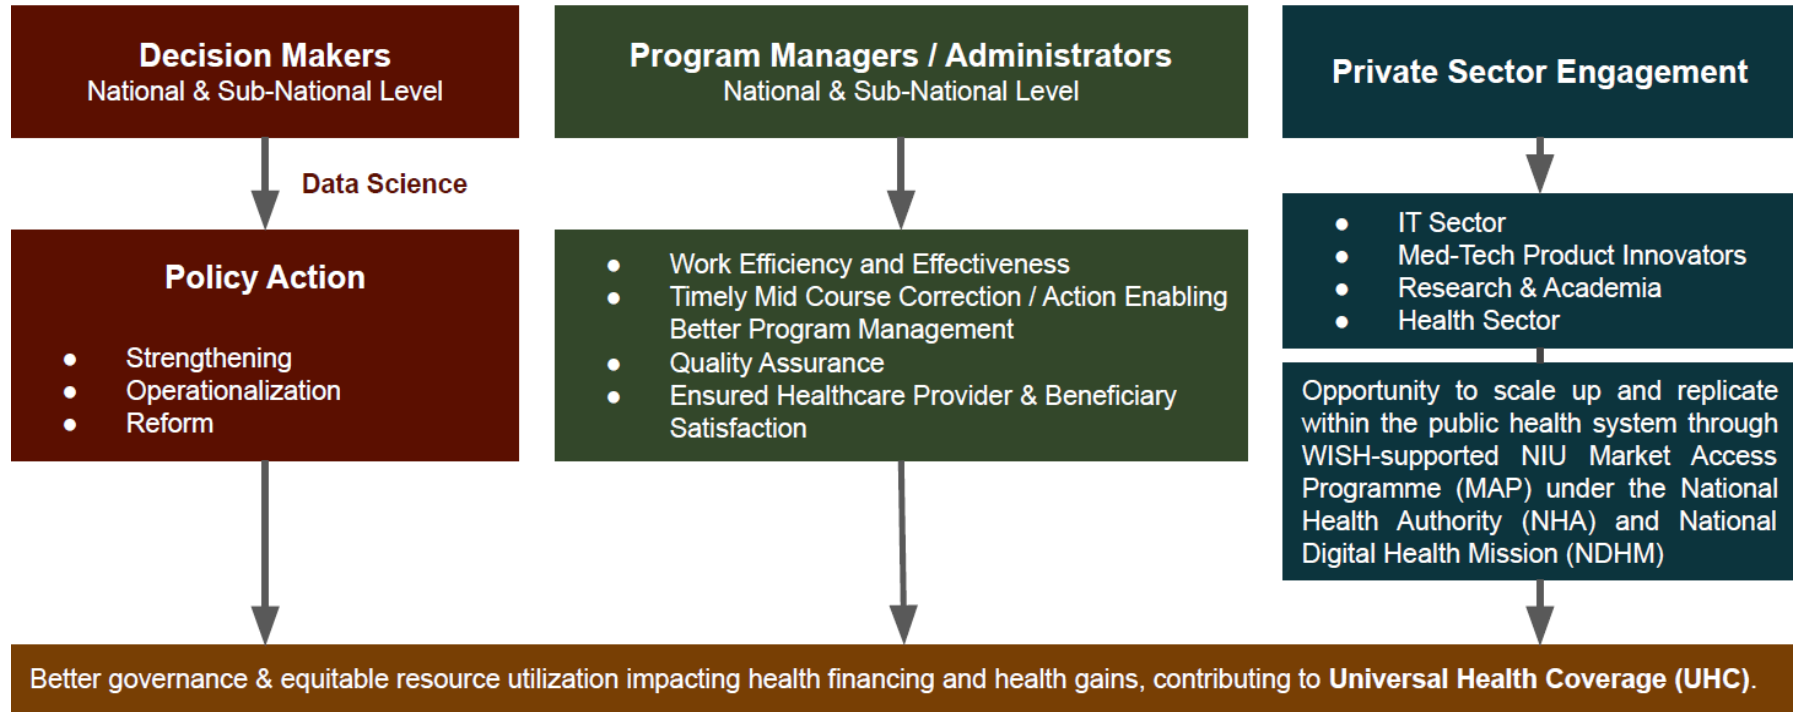 Decision Makers
National & Sub-National Level
Data Science
Policy Action
● Strengthening
● Operationalization
● Reform
Program Managers / Administrators
National & Sub-National Level
● Work Efficiency and Effectiveness
● Timely Mid Course Correction / Action Enabling
Better Program Management
● Quality Assurance
● Ensured Healthcare Provider & Beneficiary
Satisfaction
Private Sector Engagement
● IT Sector
● Med-Tech Product Innovators
● Research & Academia
● Health Sector
Opportunity to scale up and replicate
within the public health system through
WISH-supported NIU Market Access
Programme (MAP) under the National
Health Authority (NHA) and National
Digital Health Mission (NDHM)
Better governance & equitable resource utilization impacting health financing and health gains, contributing to Universal Health Coverage (UHC).